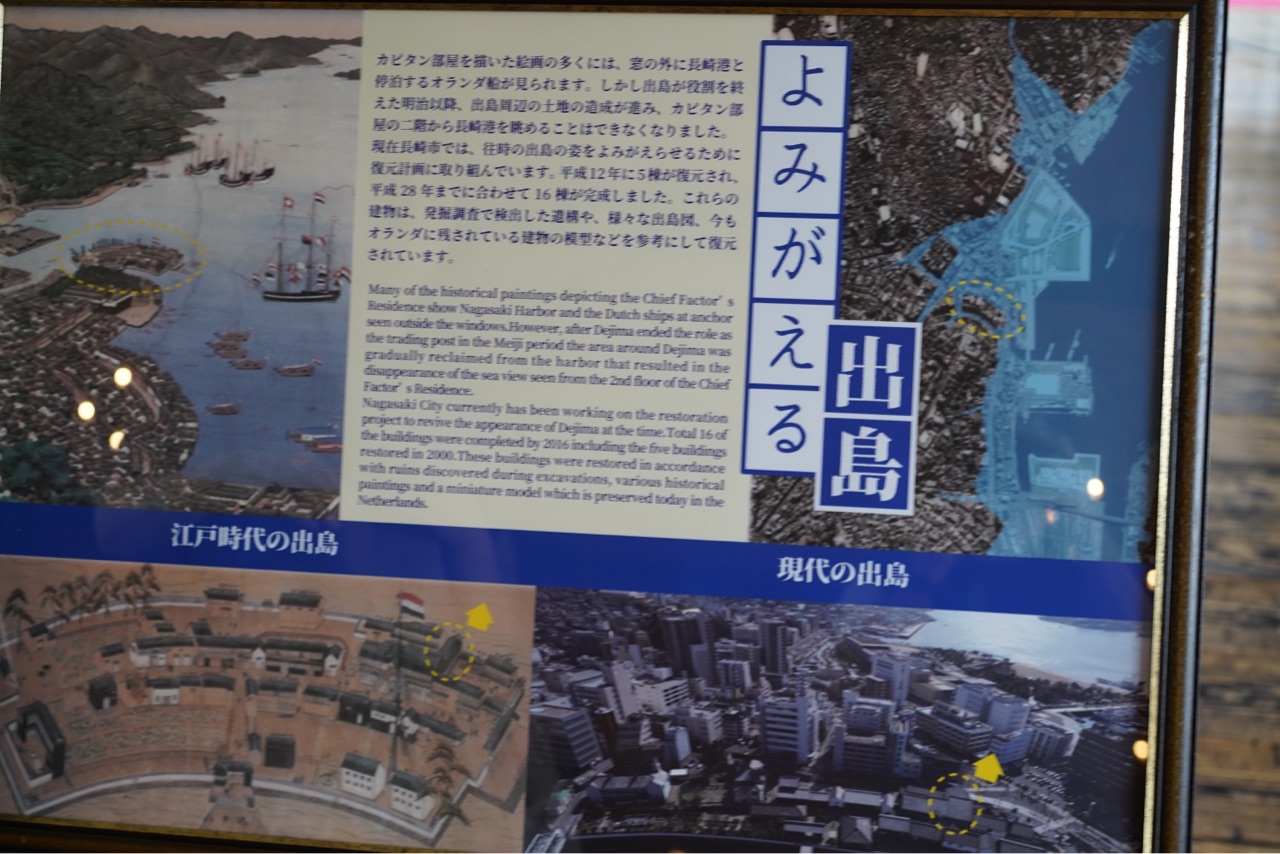 カピタン部屋を描いた絵画の多くには、窓の外に長崎港と
停泊するオランダ船が見られます。しかし出島が役割を終
えた明治以降、出島周辺の土地の造成が進み、カピタン部
屋の二階から長崎港を眺めることはできなくなりました。
現在長崎市では、往時の出島の姿をよみがえらせるために
復元計画に取り組んでいます。平成12年に5棟が復元され、
平成 28 年までに合わせて 16 棟が完成しました。これらの
建物は、発掘調査で検出した遺構や、様々な出島図、今も
オランダに残されている建物の模型などを参考にして復元
されています。
Many of the historical paintings depicting the Chief Factor's
Residence show Nagasaki Harbor and the Dutch ships at anchor
seen outside the windows.However, after Dejima ended the role as
the trading post in the Meiji period the area around Dejima was
gradually reclaimed from the harbor that resulted in the
disappearance of the sea view seen from the 2nd floor of the Chief
Factor's Residence.
Nagasaki City currently has been working on the restoration
project to revive the appearance of Dejima at the time.Total 16 of
the buildings were completed by 2016 including the five buildings
restored in 2000.These buildings were restored in accordance
with ruins discovered during excavations, various historical
paintings and a miniature model which is preserved today in the
Netherlands.
よみがえる
出島
江戸時代の出島
現代の出島